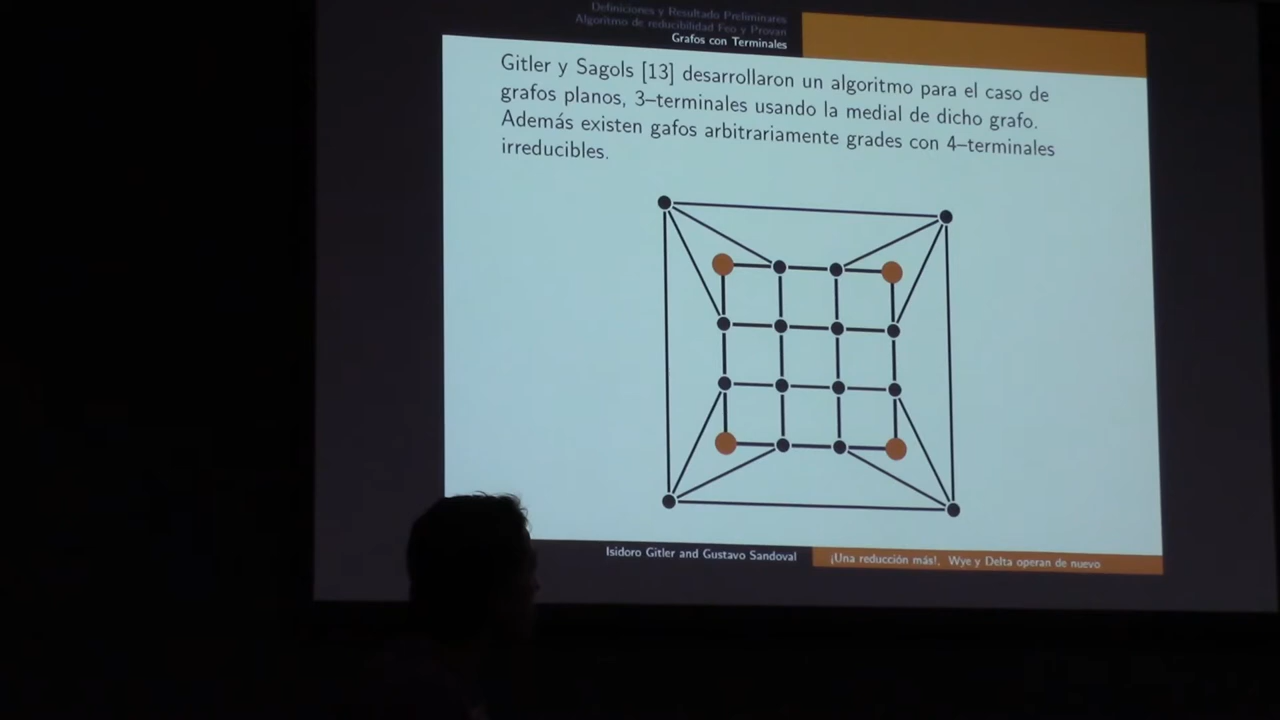 Definiciones y Resultado Preliminares
Algoritmo de reducibilidad Feo y Provan
Grafos con Terminales
Gitler y Sagols [13] desarrollaron un algoritmo para el caso de
grafos planos, 3–terminales usando la medial de dicho grafo.
Además existen gafos arbitrariamente grades con 4–terminales
irreducibles.
Isidoro Gitler and Gustavo Sandoval
¡Una reducción más!, Wye y Delta operan de nuevo